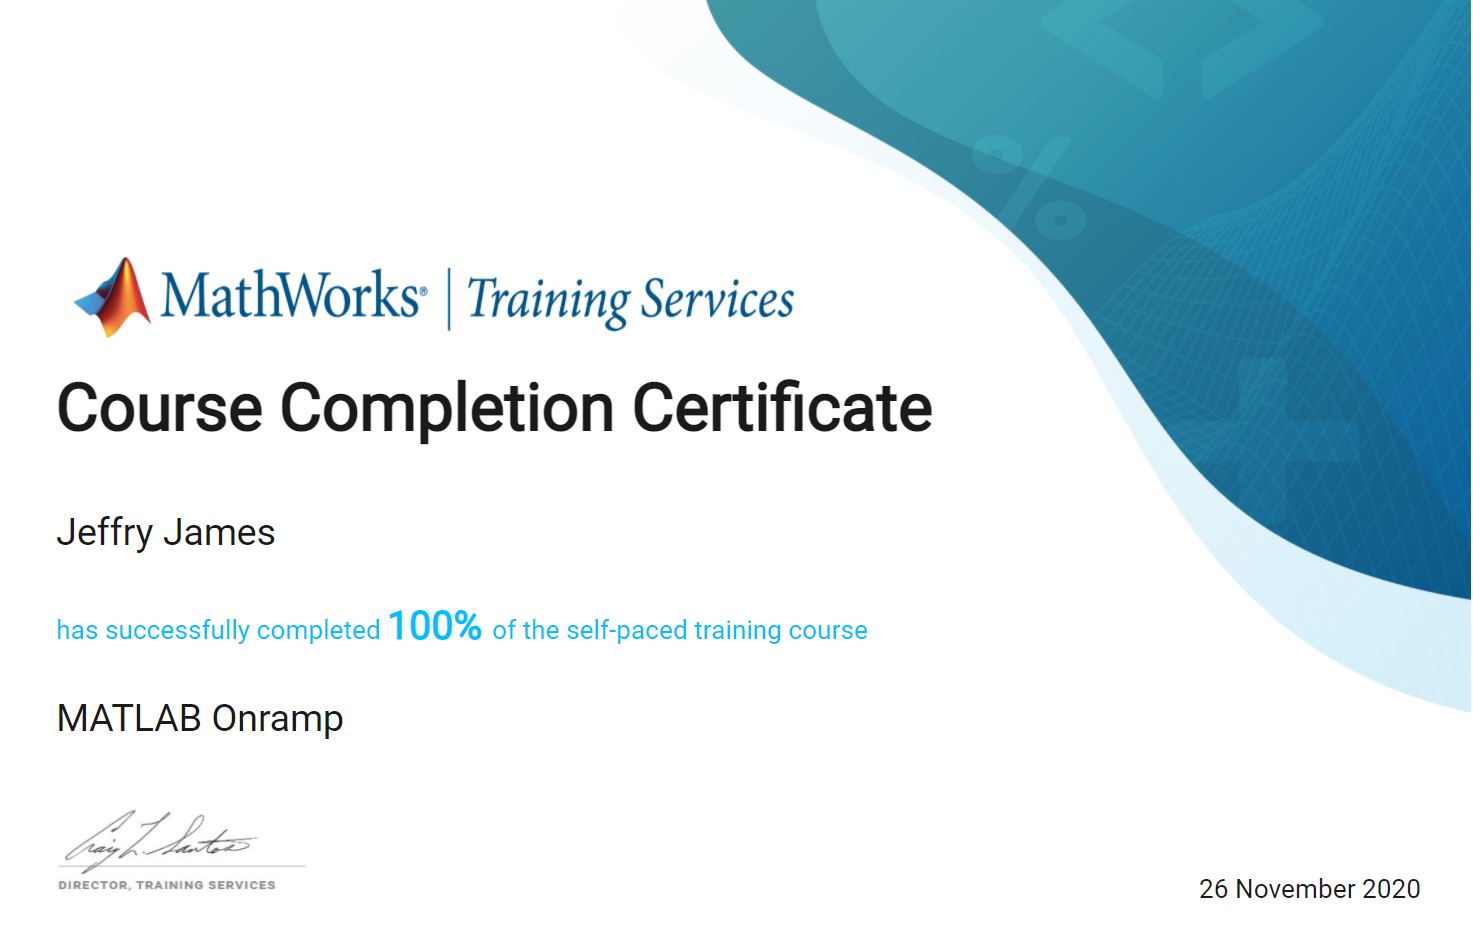 MathWorks® | Training Services
Course Completion Certificate
Jeffry James
has successfully completed 100% of the self-paced training course
MATLAB Onramp
Craig L. Santos
DIRECTOR, TRAINING SERVICES
26 November 2020